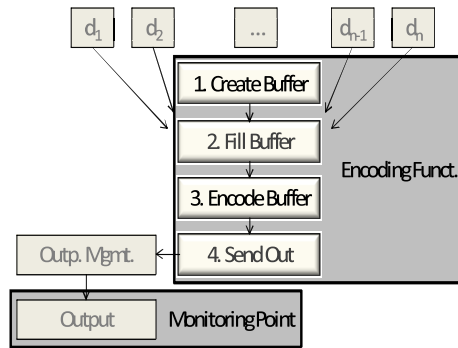 d1 d2 ... dn-1 dn
1. Create Buffer
2. Fill Buffer
Encoding Funct.
3. Encode Buffer
Outp. Mgmt.
4. Send Out
Output
Monitoring Point